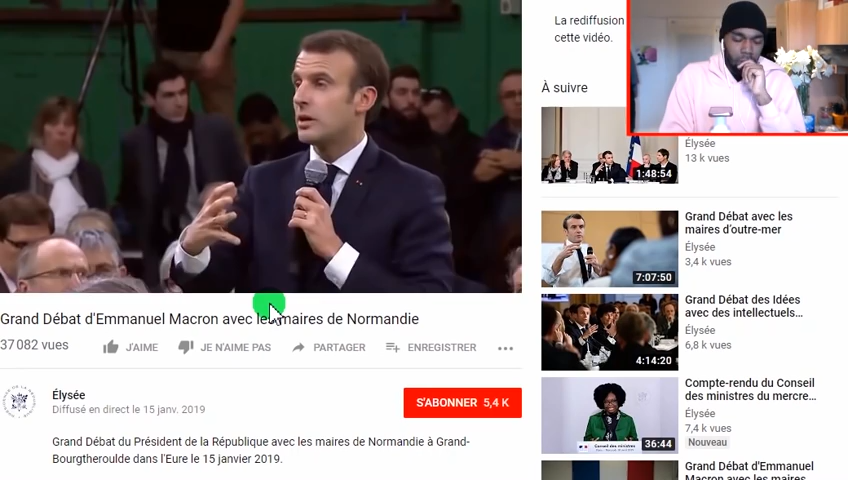 La rediffusion
cette vidéo.
À suivre
Élysée
13 k vues
1:48:54
Grand Débat avec les
maires d'outre-mer
Élysée
3,4 k vues
7:07:50
Grand Débat des Idées
avec des intellectuels...
Élysée
6,8 k vues
4:14:20
Compte-rendu du Conseil
des ministres du mercre...
Élysée
7,4 k vues
Nouveau
36:44
Grand Débat d'Emmanuel
Macron avec les maires
Grand Débat d'Emmanuel Macron avec les maires de Normandie
37 082 vues
J'AIME
JE N'AIME PAS
PARTAGER
ENREGISTRER
Élysée
Diffusé en direct le 15 janv. 2019
S'ABONNER 5,4 K
Grand Débat du Président de la République avec les maires de Normandie à Grand-
Bourgtheroulde dans l'Eure le 15 janvier 2019.